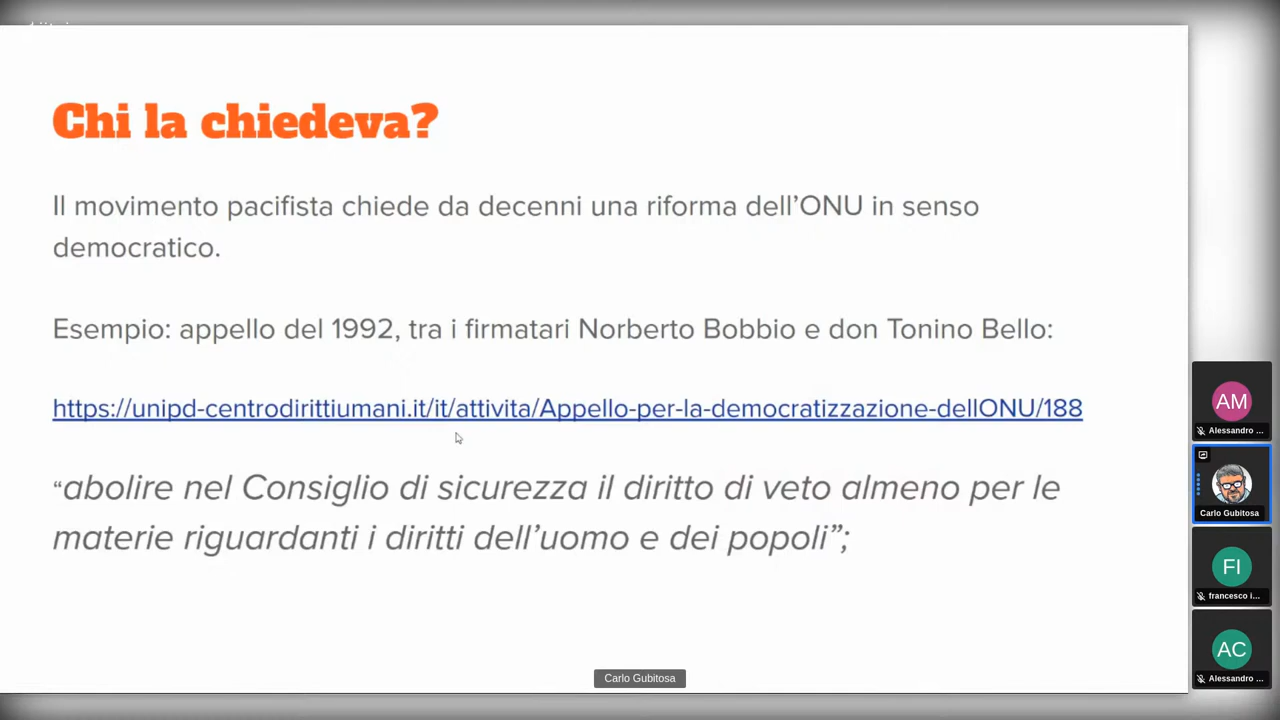 Chi la chiedeva?
Il movimento pacifista chiede da decenni una riforma dell’ONU in senso
democratico.
Esempio: appello del 1992, tra i firmatari Norberto Bobbio e don Tonino Bello:
https://unipd-centrodirittiumani.it/it/attivita/Appello-per-la-democratizzazione-dellONU/188
“abolire nel Consiglio di sicurezza il diritto di veto almeno per le
materie riguardanti i diritti dell’uomo e dei popoli”;
AM
Alessandro ...
Carlo Gubitosa
FI
francesco i...
AC
Alessandro ...
Carlo Gubitosa